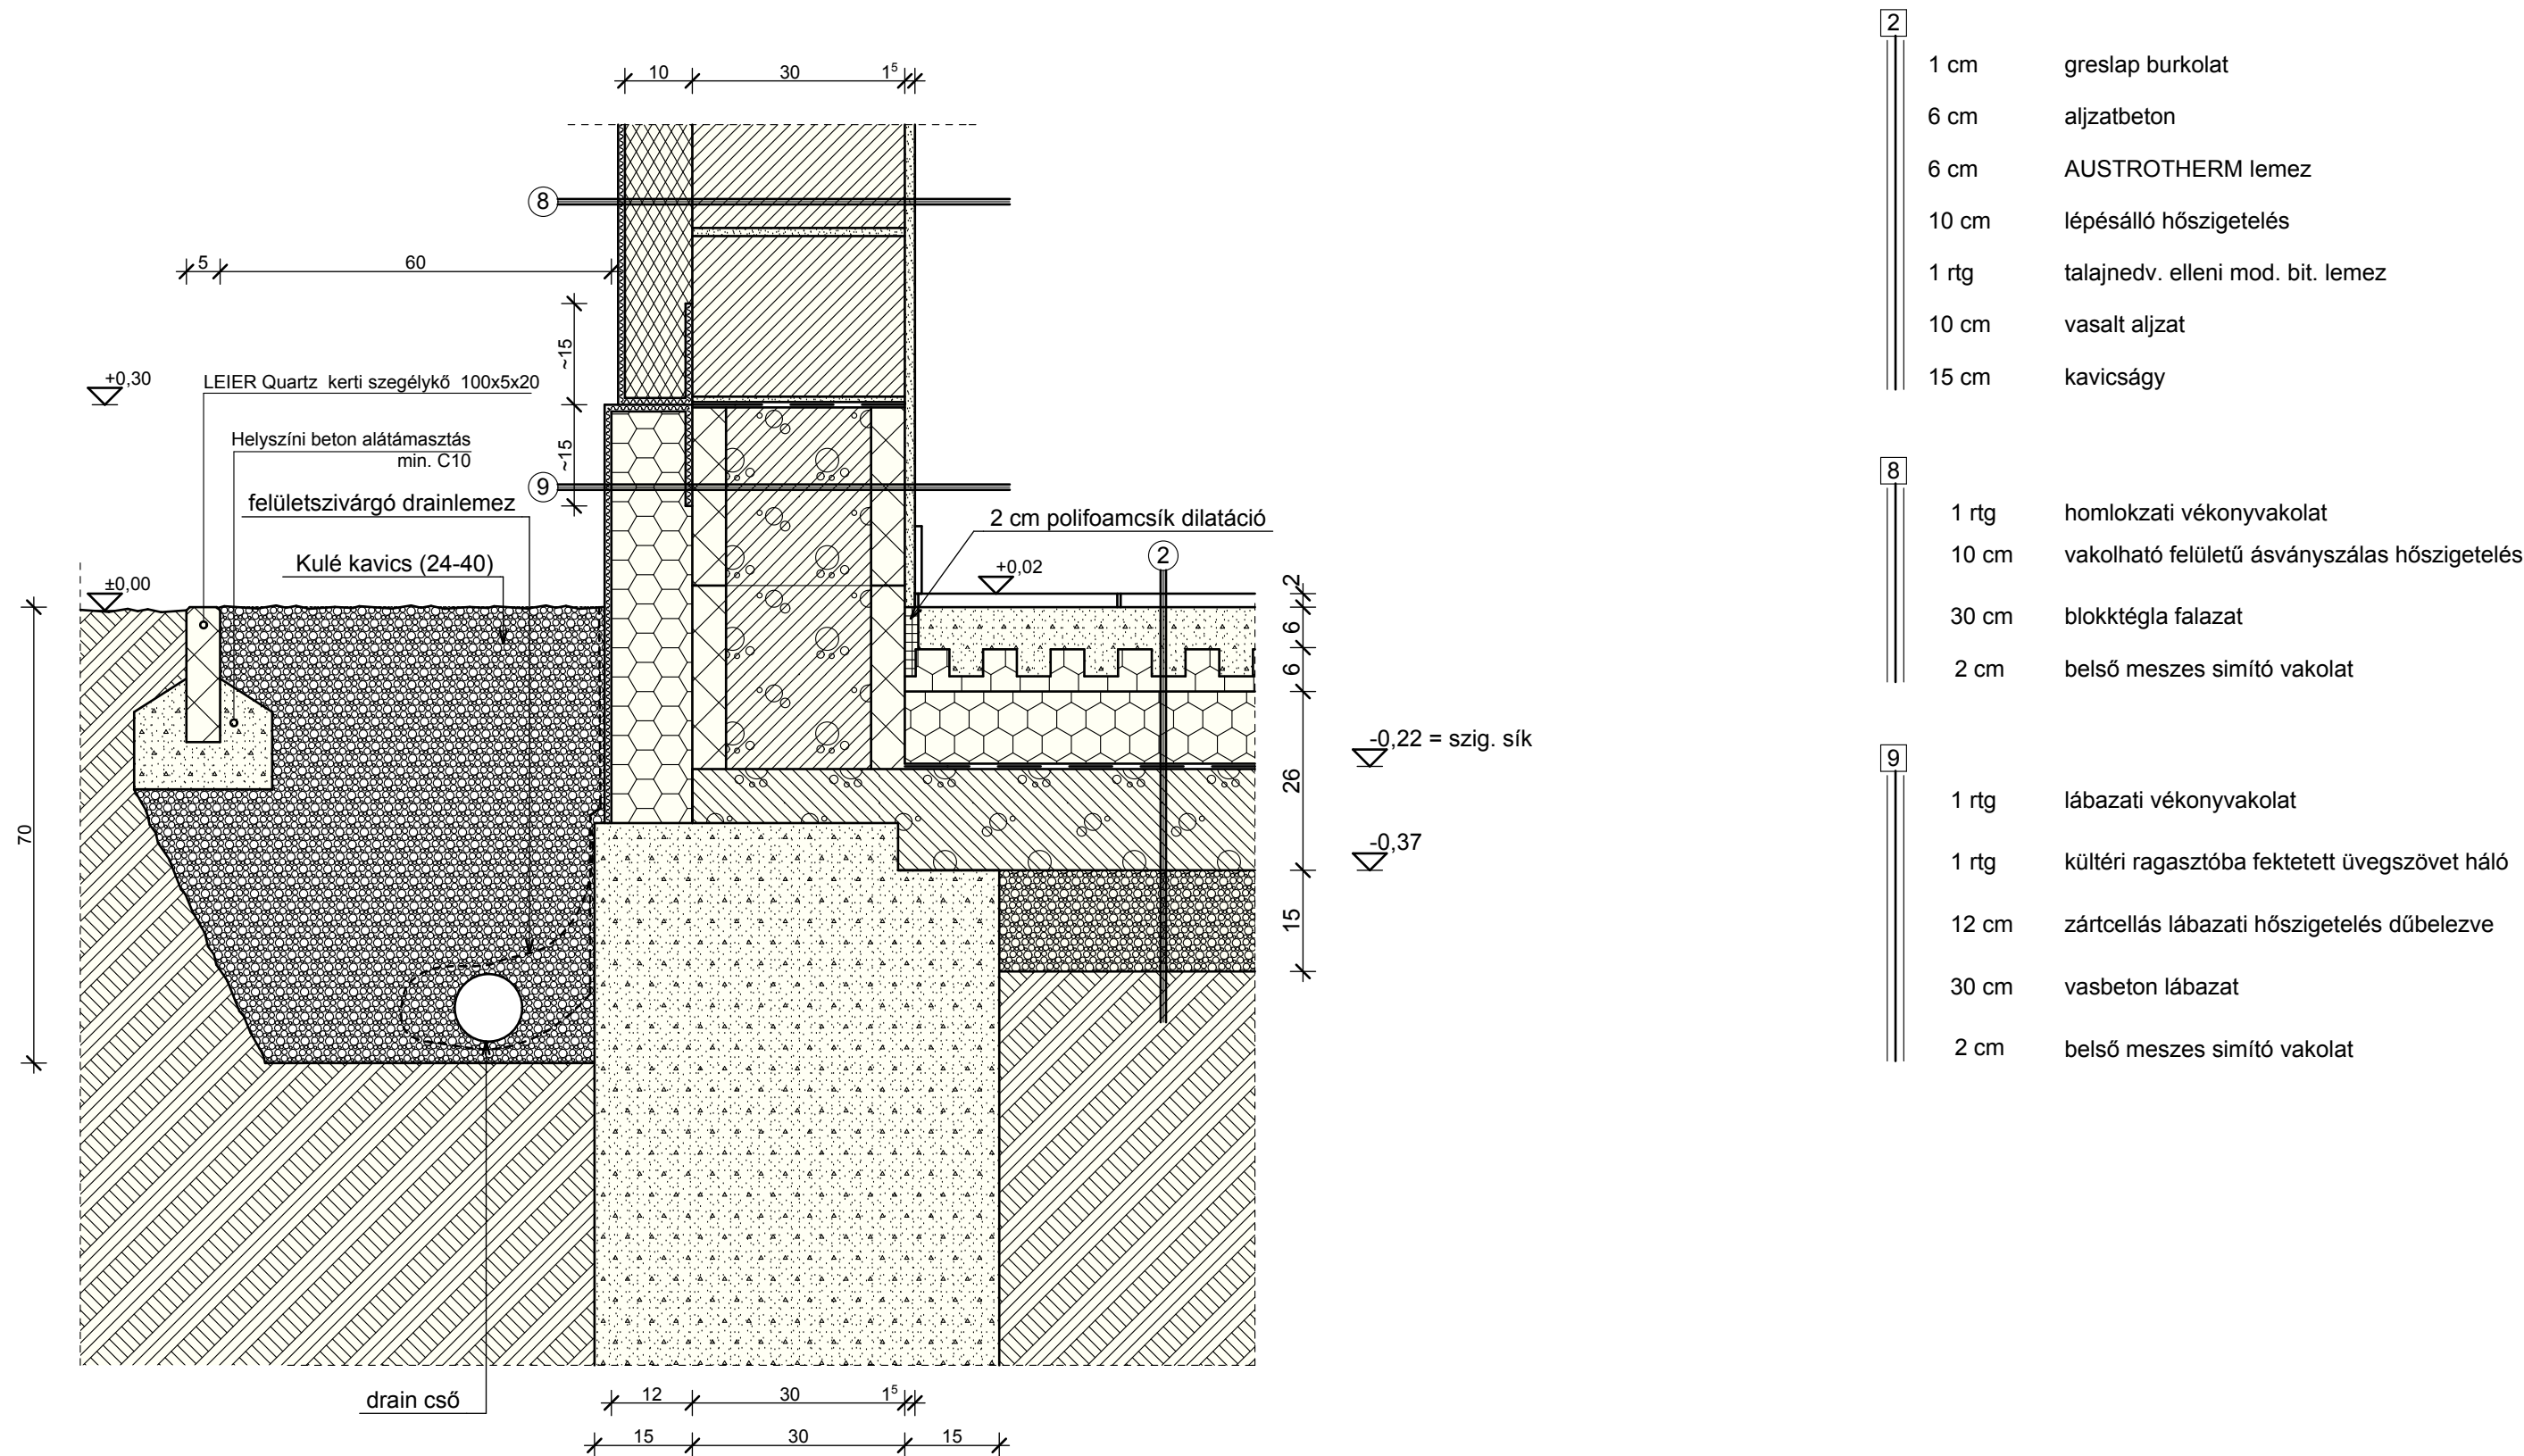 10 30 1⁵
8
5 60
~15
+0,30
LEIER Quartz kerti szegélykő 100x5x20
Helyszíni beton alátámasztás
min. C10
~15
9
felületszivárgó drainlemez
2 cm polifoamcsík dilatáció
Kulé kavics (24-40)
2
±0,00
+0,02
2
6
6
-0,22 = szig. sík
26
70
-0,37
15
drain cső
12 30 1⁵
15 30 15
2
1 cm greslap burkolat
6 cm aljzatbeton
6 cm AUSTROTHERM lemez
10 cm lépésálló hőszigetelés
1 rtg talajnedv. elleni mod. bit. lemez
10 cm vasalt aljzat
15 cm kavicságy
8
1 rtg homlokzati vékonyvakolat
10 cm vakolható felületű ásványszálas hőszigetelés
30 cm blokktégla falazat
2 cm belső meszes simító vakolat
9
1 rtg lábazati vékonyvakolat
1 rtg kültéri ragasztóba fektetett üvegszövet háló
12 cm zártcellás lábazati hőszigetelés dűbelezve
30 cm vasbeton lábazat
2 cm belső meszes simító vakolat